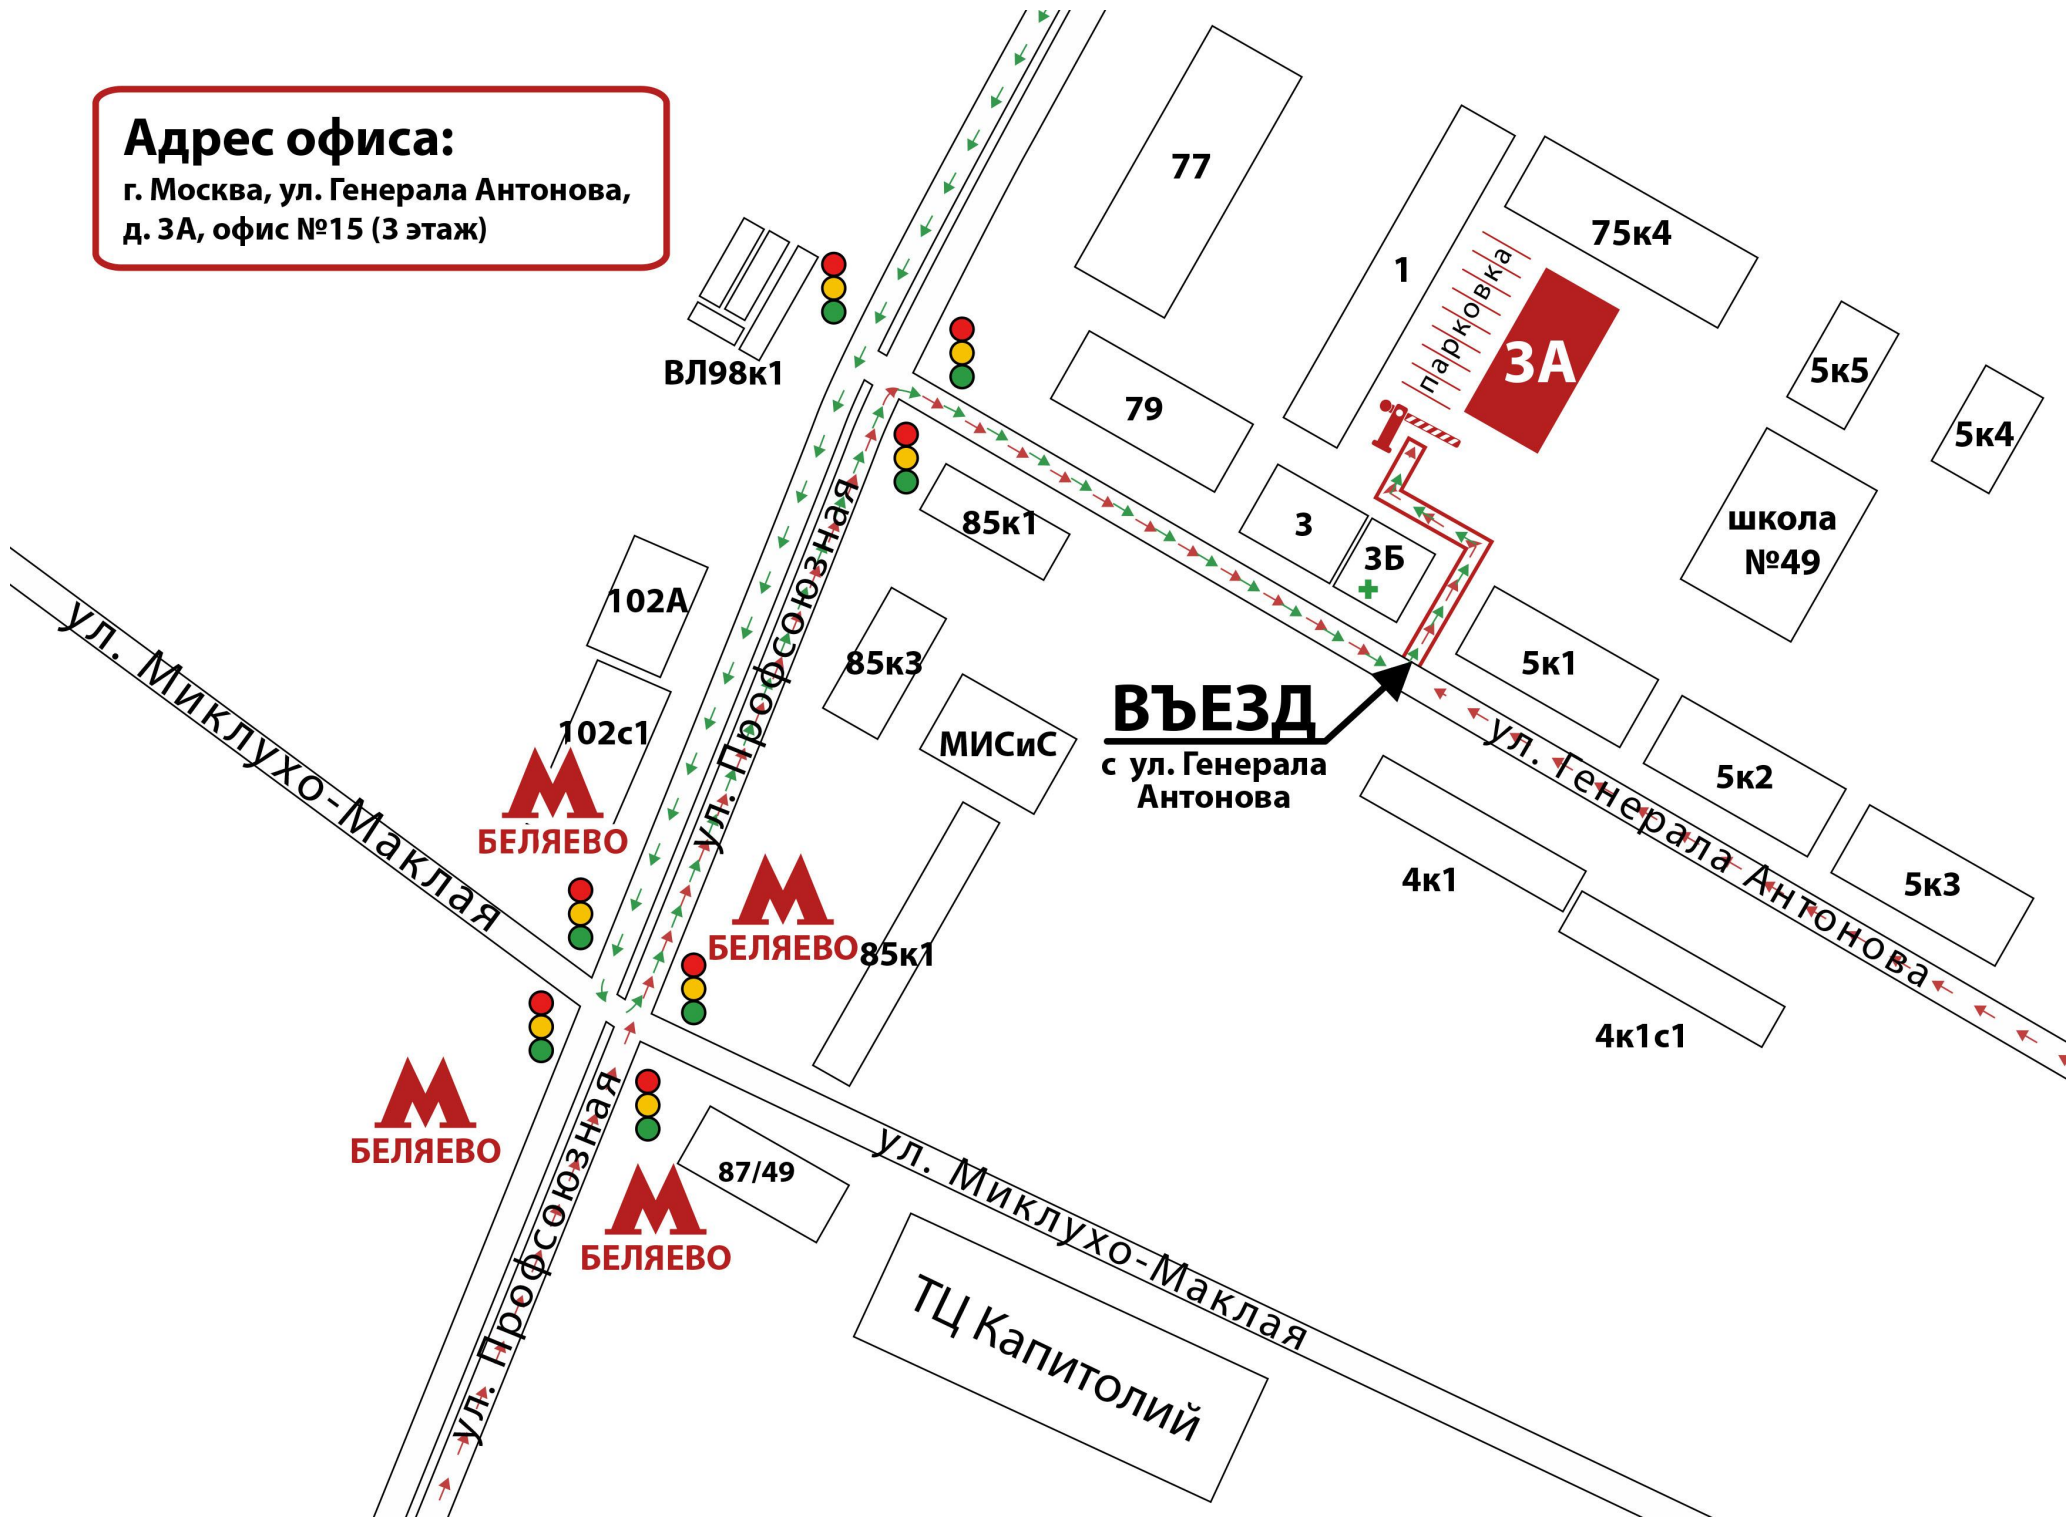 Адрес офиса:
г. Москва, ул. Генерала Антонова,
д. 3А, офис №15 (3 этаж)
77
1
75к4
парковка
3А
5к5
5к4
ВЛ98к1
79
85к1
3
3Б
школа
№49
ул. Профсоюзная
102А
85к3
5к1
ул. Миклухо-Маклая
102с1
МИСиС
ВЪЕЗД
с ул. Генерала
Антонова
ул. Генерала Антонова
5к2
5к3
БЕЛЯЕВО
4к1
БЕЛЯЕВО
85к1
4к1с1
БЕЛЯЕВО
87/49
БЕЛЯЕВО
ул. Профсоюзная
ул. Миклухо-Маклая
ТЦ Капитолий